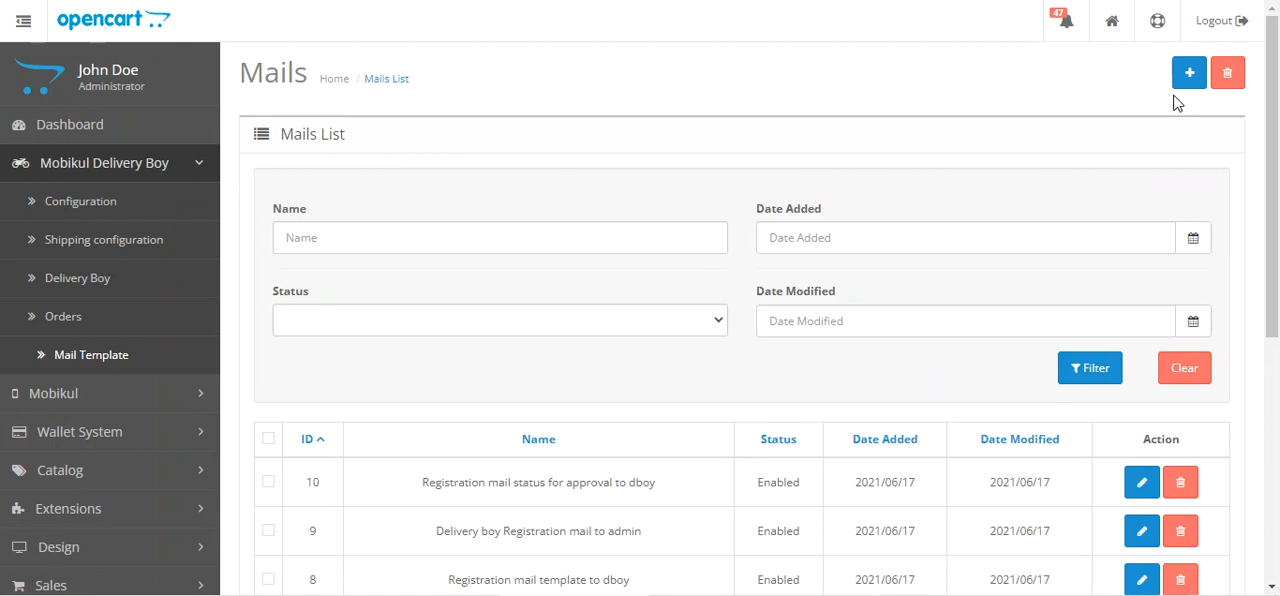 opencart
47
Logout
John Doe
Administrator
Mails
Home / Mails List
Dashboard
Mobikul Delivery Boy
Configuration
Shipping configuration
Delivery Boy
Orders
Mail Template
Mobikul
Wallet System
Catalog
Extensions
Design
Sales
Mails List
Name
Name
Date Added
Date Added
Status
Date Modified
Date Modified
Filter
Clear
ID Name Status Date Added Date Modified Action
10 Registration mail status for approval to dboy Enabled 2021/06/17 2021/06/17
9 Delivery boy Registration mail to admin Enabled 2021/06/17 2021/06/17
8 Registration mail template to dboy Enabled 2021/06/17 2021/06/17